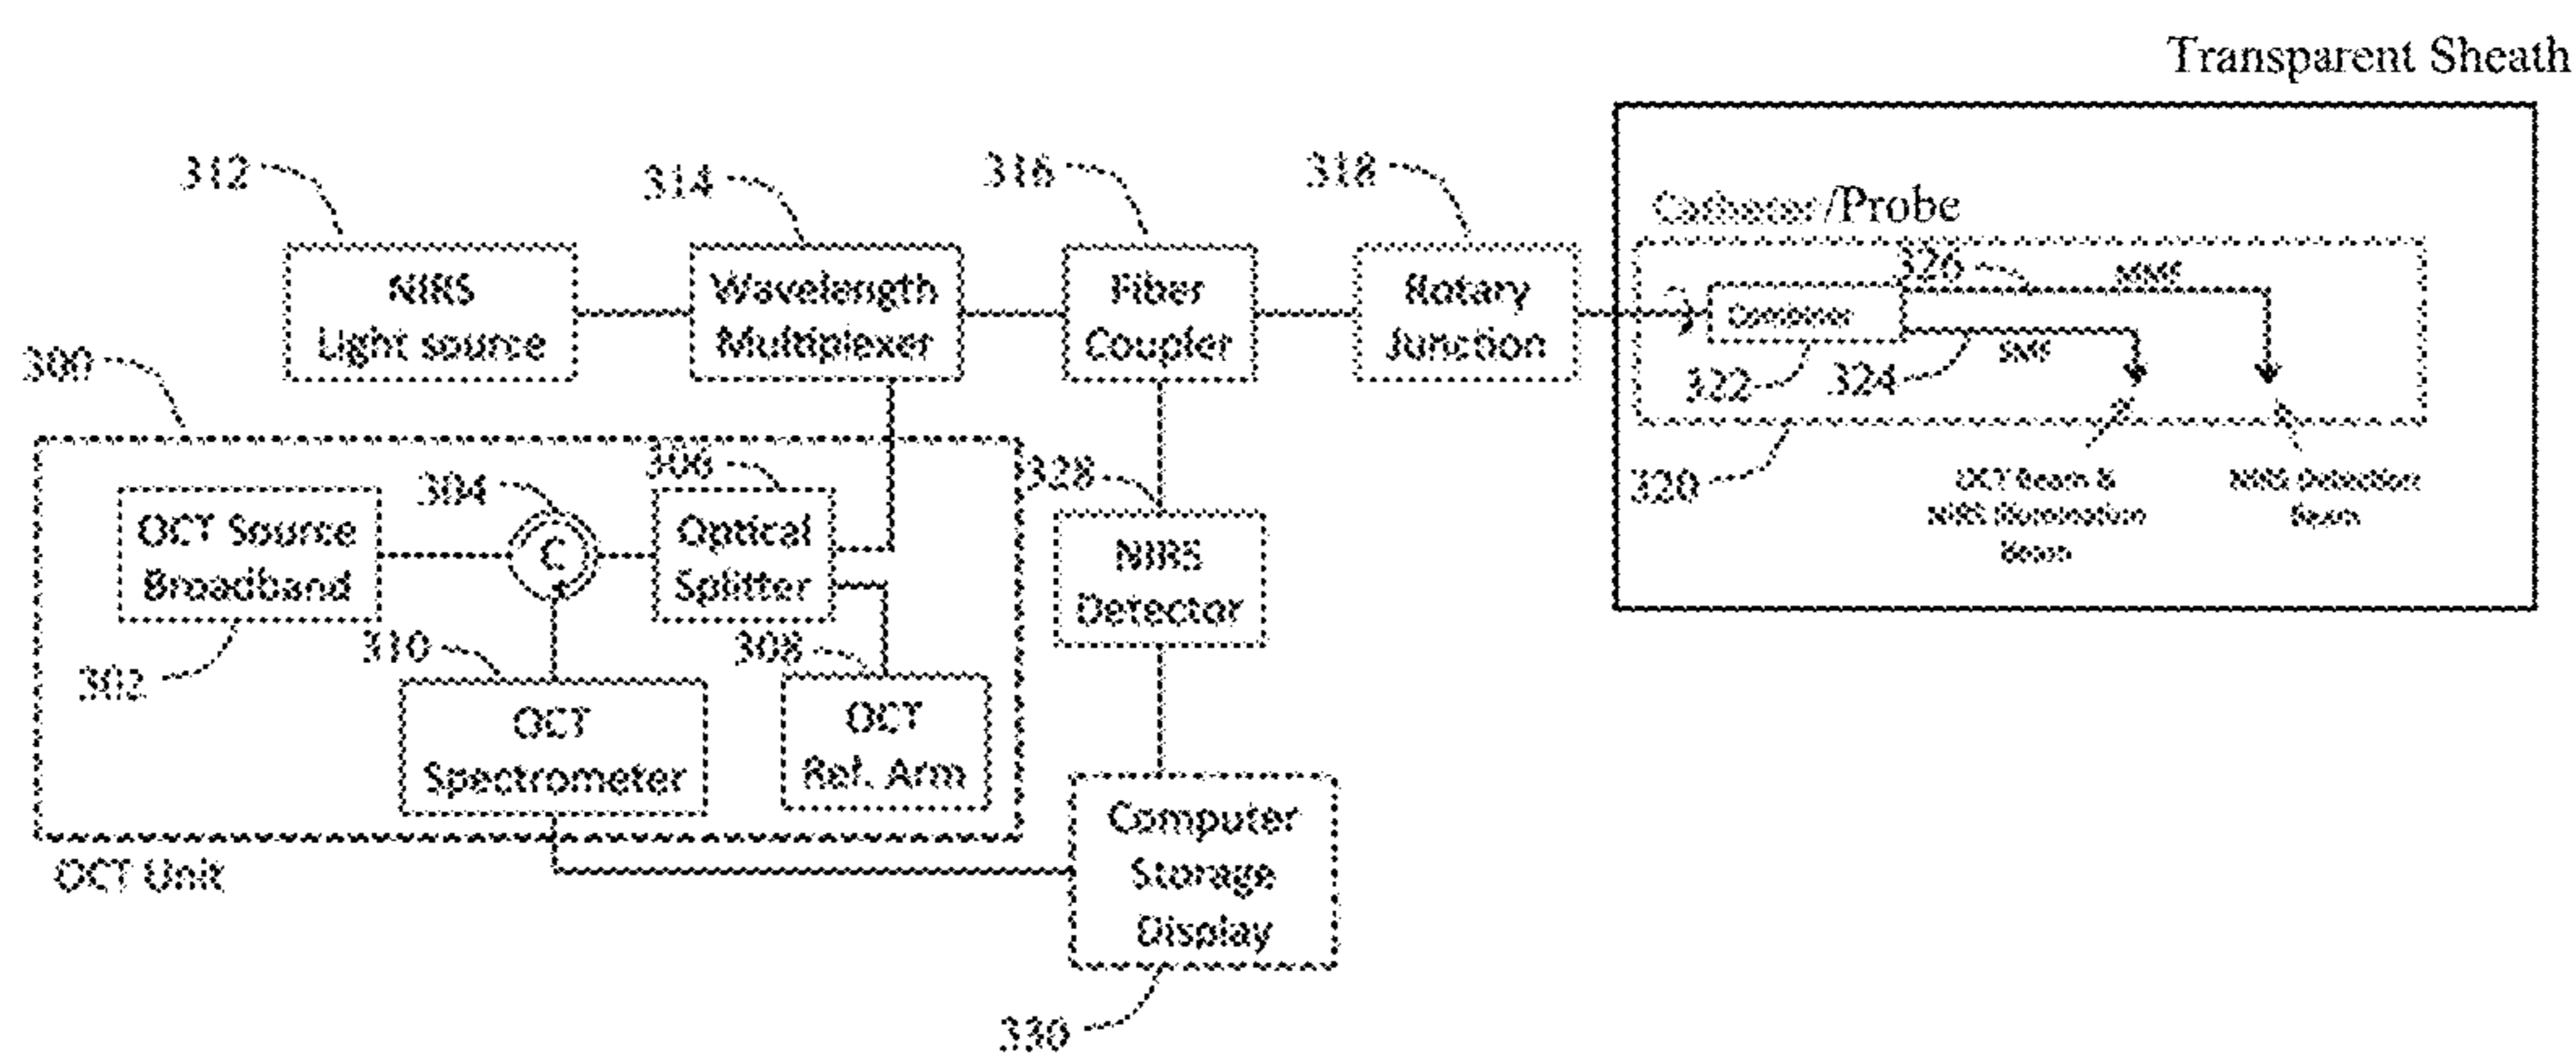 Transparent Sheath
312
314
316
318
Catheter/Probe
NIRS
Light source
Wavelength
Multiplexer
Fiber
Coupler
Rotary
Junction
Combiner
326
MMF
SMF
322
324
320
OCT Beam &
NIRS Illumination
Beam
NIRS Detection
Beam
300
304
306
328
OCT Source
Broadband
C
Optical
Splitter
NIRS
Detector
302
310
308
OCT
Spectrometer
OCT
Ref. Arm
OCT Unit
Computer
Storage
Display
330